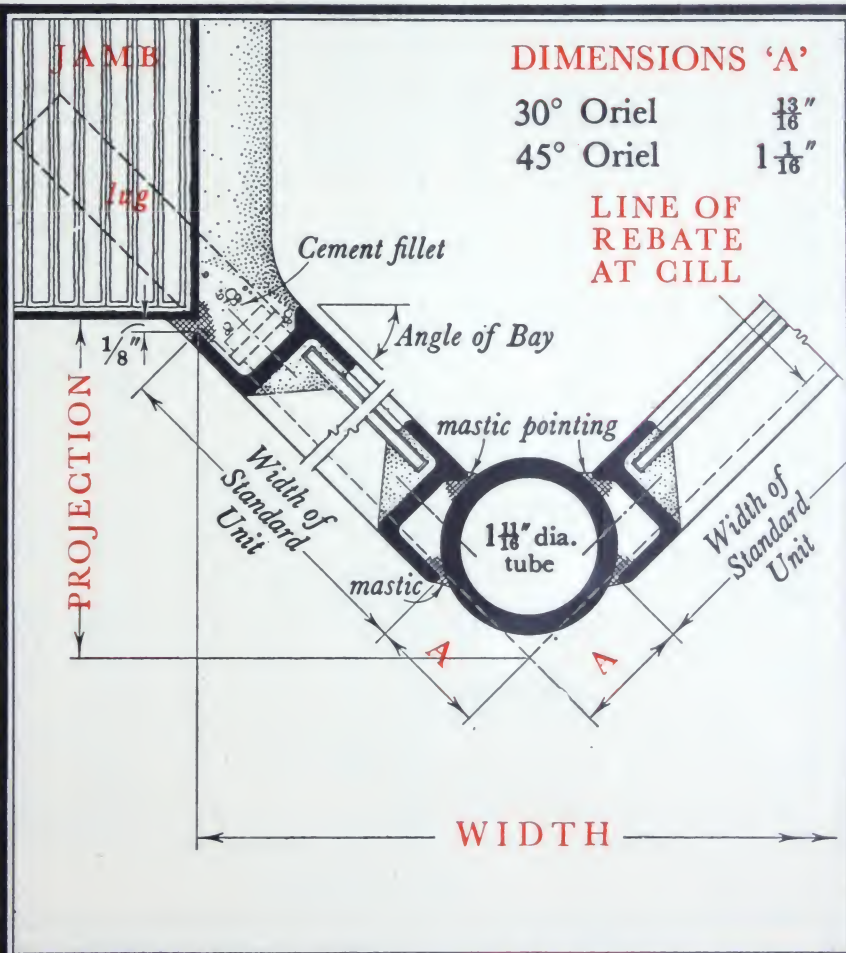 JAMB
lug
DIMENSIONS ‘A’
30° Oriel 13/16″
45° Oriel 1 1/16″
LINE OF
REBATE
AT CILL
Cement fillet
Angle of Bay
1/8″
PROJECTION
mastic pointing
Width of
Standard
Unit
1 11/16″ dia.
tube
Width of
Standard
Unit
mastic
A
A
WIDTH